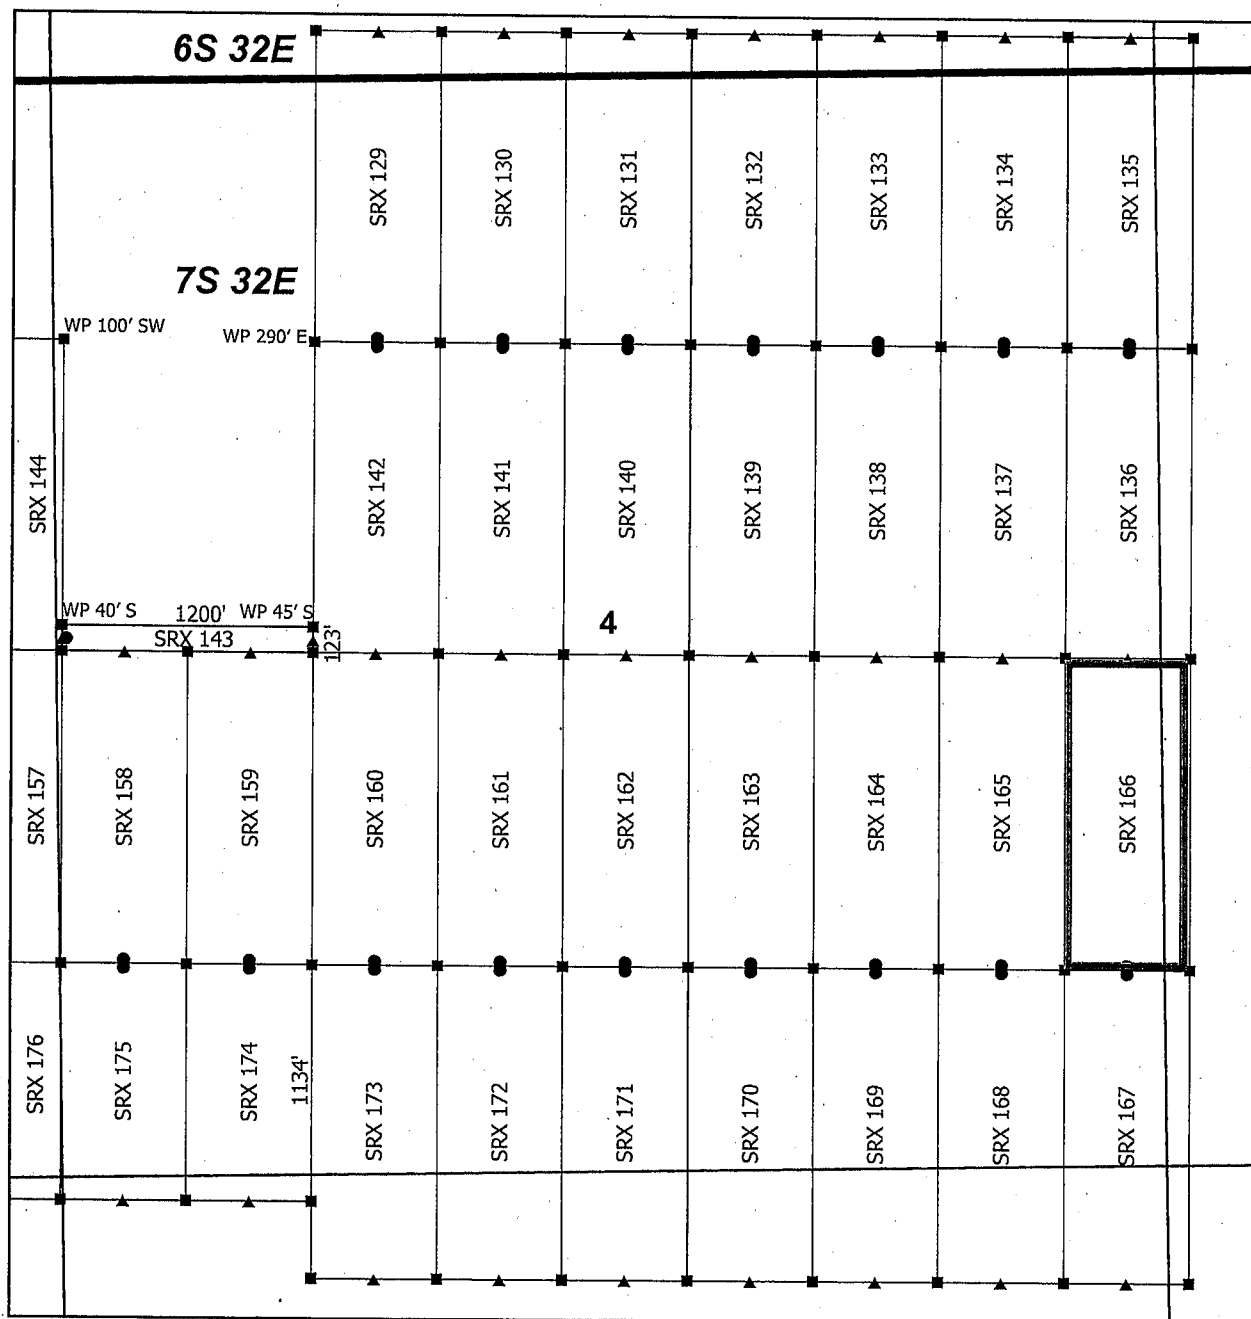 6S 32E
SRX 129
SRX 130
SRX 131
SRX 132
SRX 133
SRX 134
SRX 135
7S 32E
WP 100' SW
WP 290' E
SRX 144
SRX 142
SRX 141
SRX 140
SRX 139
SRX 138
SRX 137
SRX 136
WP 40' S
1200'
WP 45' S
SRX 143
123'
4
SRX 157
SRX 158
SRX 159
SRX 160
SRX 161
SRX 162
SRX 163
SRX 164
SRX 165
SRX 166
SRX 176
SRX 175
SRX 174
1134'
SRX 173
SRX 172
SRX 171
SRX 170
SRX 169
SRX 168
SRX 167